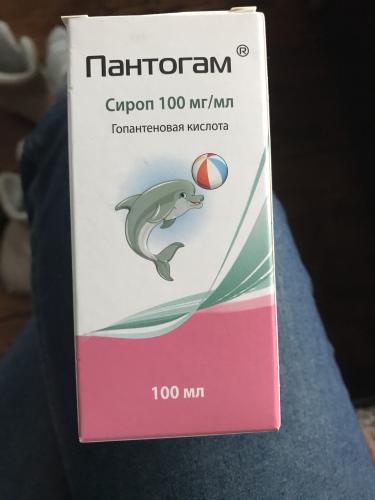 Пантогам®
Сироп 100 мг/мл
Гопантеновая кислота
100 мл